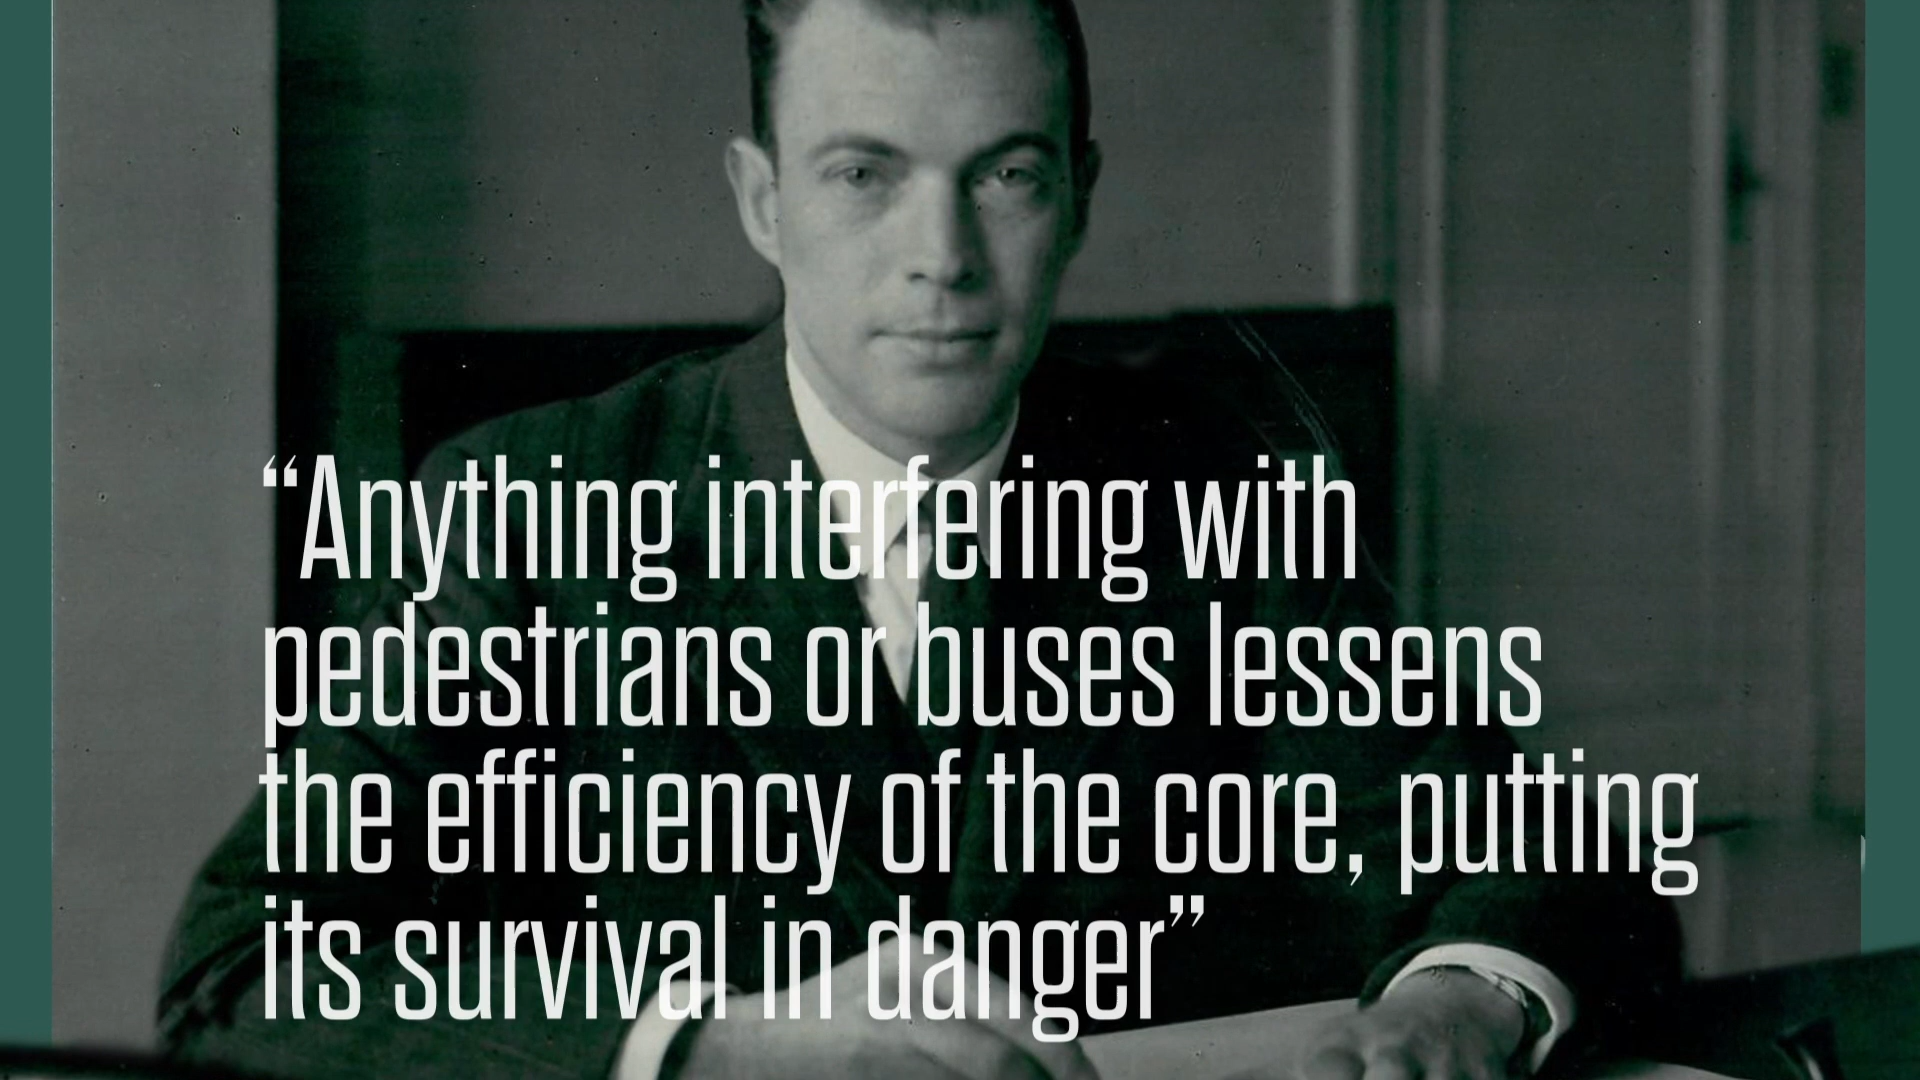 “Anything interfering with
pedestrians or buses lessens
the efficiency of the core, putting
its survival in danger”